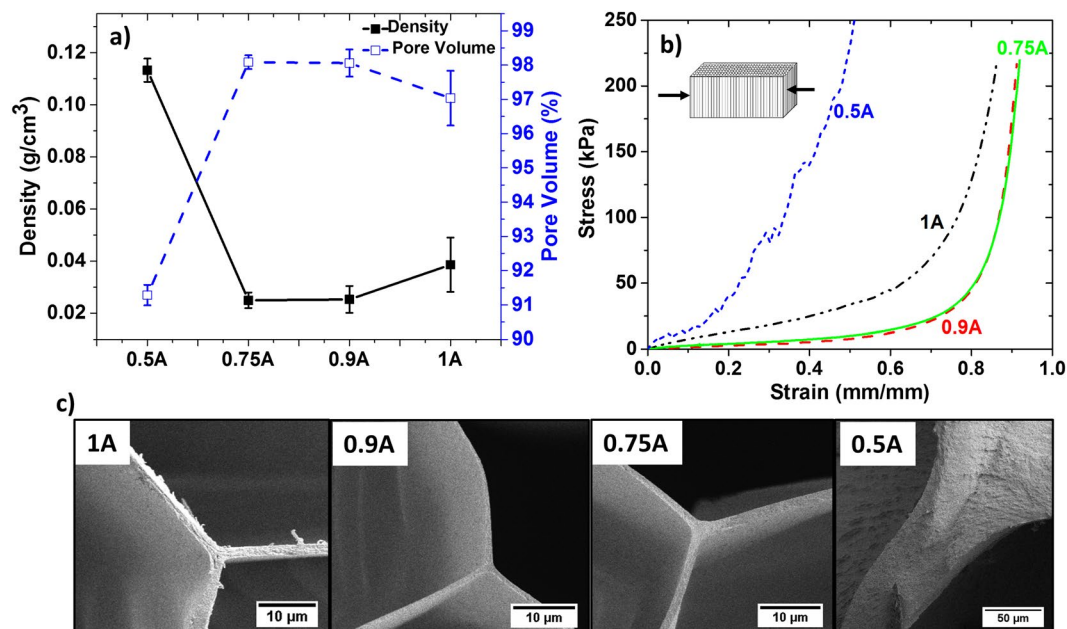 a)
Density
Pore Volume
0.12
0.10
0.08
0.06
0.04
0.02
Density (g/cm³)
99
98
97
96
95
94
93
92
91
90
Pore Volume (%)
0.5A 0.75A 0.9A 1A
b)
250
200
150
100
50
0
Stress (kPa)
0.0 0.2 0.4 0.6 0.8 1.0
Strain (mm/mm)
0.5A
0.75A
1A
0.9A
c)
1A
10 µm
0.9A
10 µm
0.75A
10 µm
0.5A
50 µm